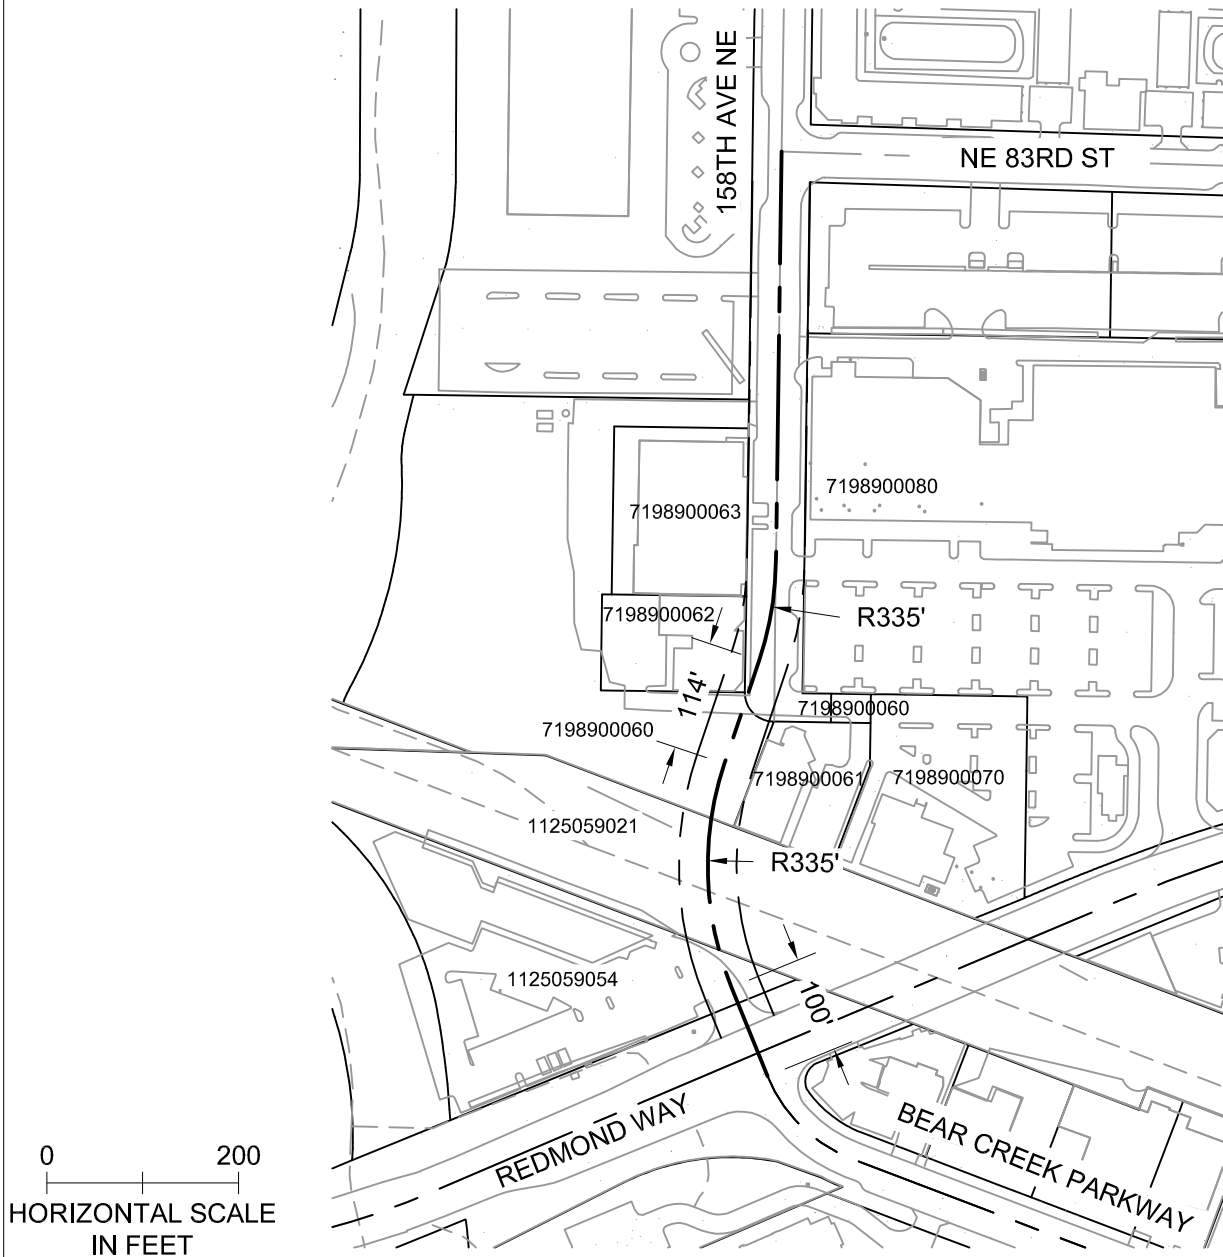 158TH AVE NE
NE 83RD ST
7198900080
7198900063
7198900062
R335'
114'
7198900060
7198900060
7198900061
7198900070
1125059021
R335'
1125059054
100'
BEAR CREEK PARKWAY
REDMOND WAY
0 200
HORIZONTAL SCALE
IN FEET